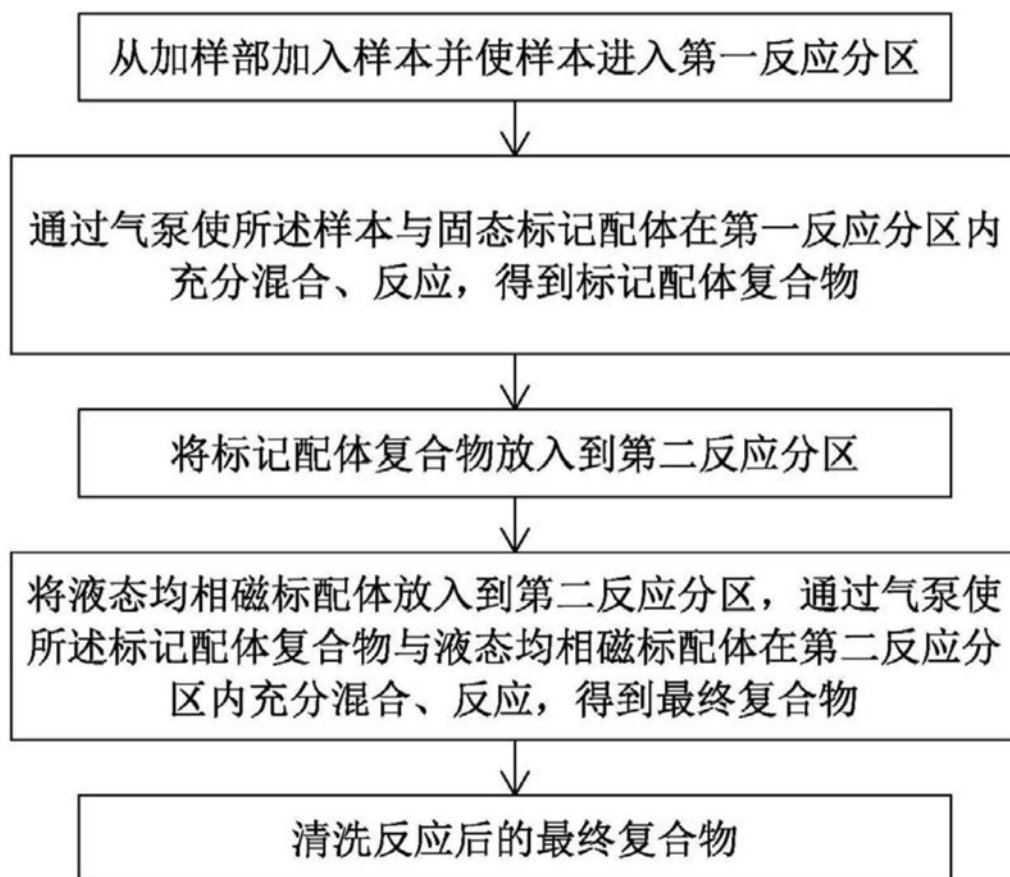 从加样部加入样本并使样本进入第一反应分区
通过气泵使所述样本与固态标记配体在第一反应分区内
充分混合、反应，得到标记配体复合物
将标记配体复合物放入到第二反应分区
将液态均相磁标配体放入到第二反应分区，通过气泵使
所述标记配体复合物与液态均相磁标配体在第二反应分
区内充分混合、反应，得到最终复合物
清洗反应后的最终复合物